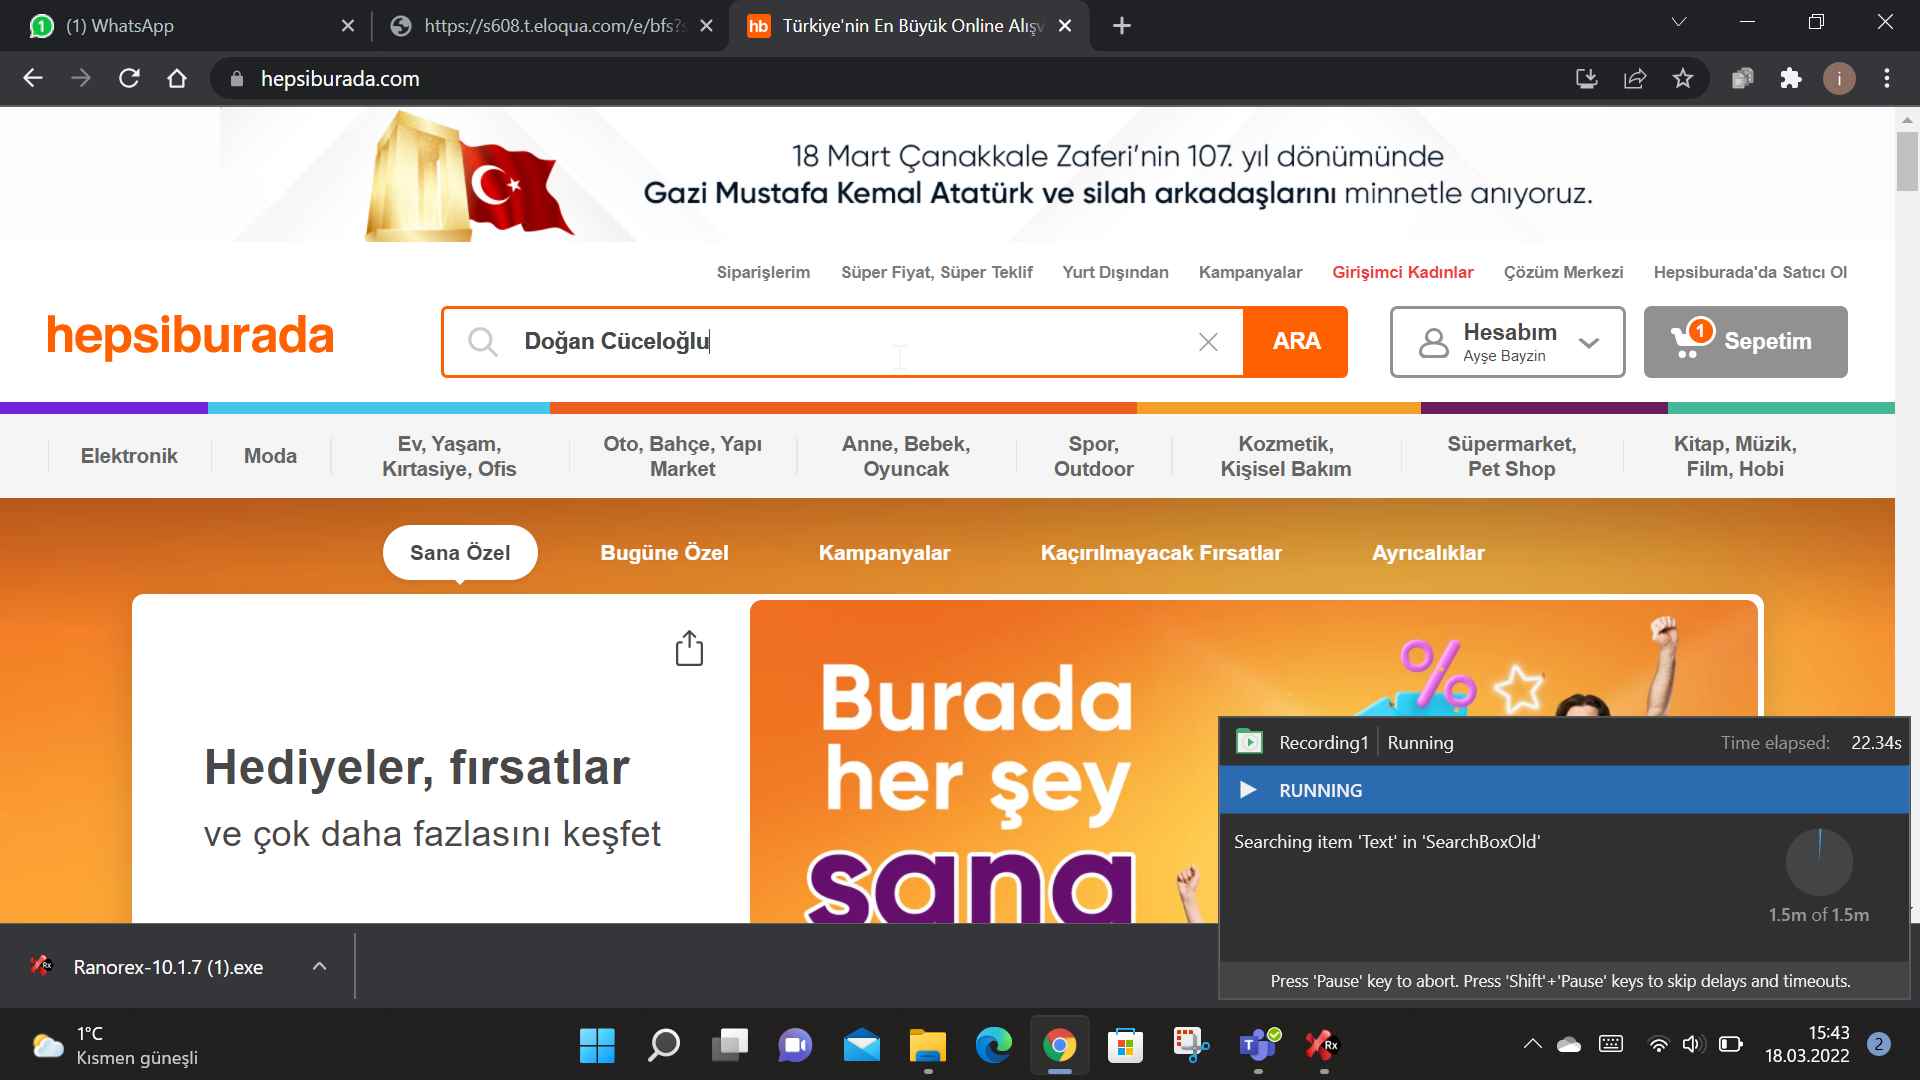 (1) WhatsApp
https://s608.t.eloqua.com/e/bfs?s
hb Türkiye'nin En Büyük Online Alışv
hepsiburada.com
i
18 Mart Çanakkale Zaferi'nin 107. yıl dönümünde
Gazi Mustafa Kemal Atatürk ve silah arkadaşlarını minnetle anıyoruz.
Siparişlerim Süper Fiyat, Süper Teklif Yurt Dışından Kampanyalar Girişimci Kadınlar Çözüm Merkezi Hepsiburada'da Satıcı Ol
hepsiburada
Doğan Cüceloğlu
ARA
Hesabım
Ayşe Bayzin
1
Sepetim
Elektronik
Moda
Ev, Yaşam,
Kırtasiye, Ofis
Oto, Bahçe, Yapı
Market
Anne, Bebek,
Oyuncak
Spor,
Outdoor
Kozmetik,
Kişisel Bakım
Süpermarket,
Pet Shop
Kitap, Müzik,
Film, Hobi
Sana Özel Bugüne Özel Kampanyalar Kaçırılmayacak Fırsatlar Ayrıcalıklar
Hediyeler, fırsatlar
ve çok daha fazlasını keşfet
Burada
her şey
sana
%
Recording1 Running Time elapsed: 22.34s
RUNNING
Searching item 'Text' in 'SearchBoxOld'
1.5m of 1.5m
Press 'Pause' key to abort. Press 'Shift'+'Pause' keys to skip delays and timeouts.
Rx Ranorex-10.1.7 (1).exe
1°C
Kısmen güneşli
T
Rx
15:43
18.03.2022
2